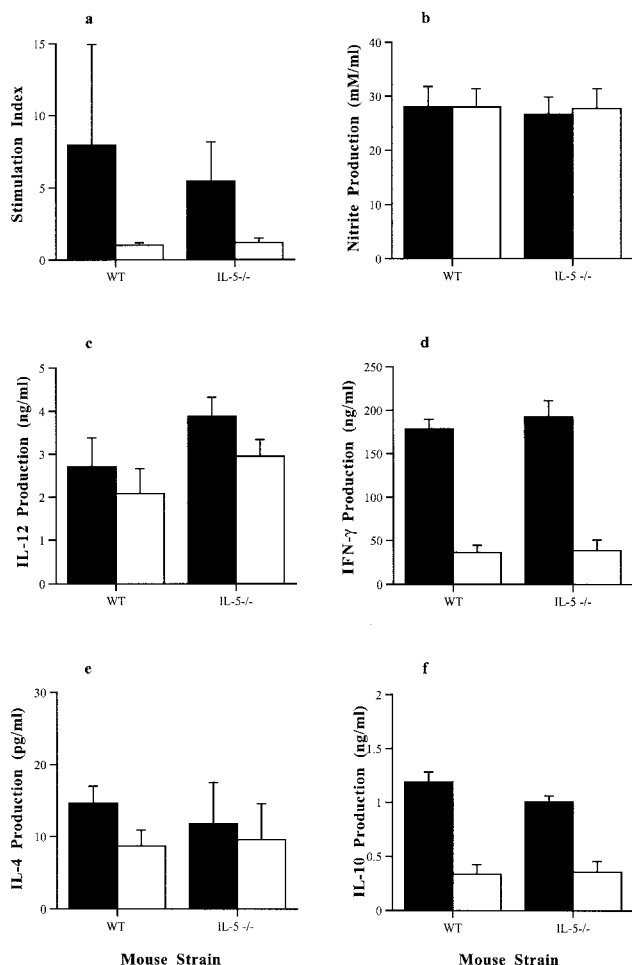 a
Stimulation Index
15
10
5
0
WT
IL-5-/-
b
Nitrite Production (mM/ml)
40
30
20
10
0
WT
IL-5 -/-
c
IL-12 Production (ng/ml)
5
4
3
2
1
0
WT
IL-5-/-
d
IFN-γ Production (ng/ml)
250
200
150
100
50
0
WT
IL-5 -/-
e
IL-4 Production (pg/ml)
30
20
10
0
WT
IL-5 -/-
Mouse Strain
f
IL-10 Production (ng/ml)
2
1.5
1
0.5
0
WT
IL-5-/-
Mouse Strain